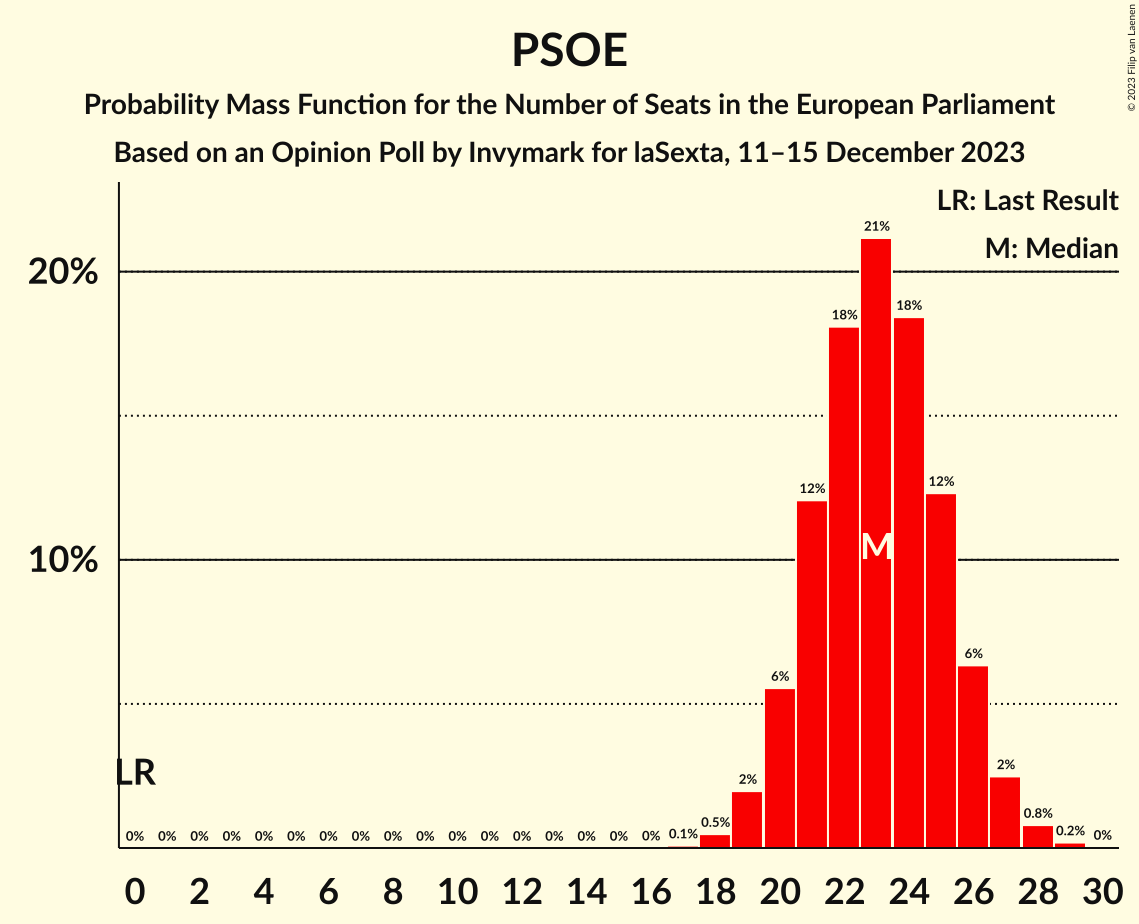 PSOE
Probability Mass Function for the Number of Seats in the European Parliament
Based on an Opinion Poll by Invymark for laSexta, 11–15 December 2023
© 2023 Filip van Laenen
LR: Last Result
M: Median
20%
10%
21%
18%
18%
12%
12%
M
6%
6%
LR
2%
2%
0% 0% 0% 0% 0% 0% 0% 0% 0% 0% 0% 0% 0% 0% 0% 0% 0% 0.1% 0.5% 0.8% 0.2% 0%
0 2 4 6 8 10 12 14 16 18 20 22 24 26 28 30